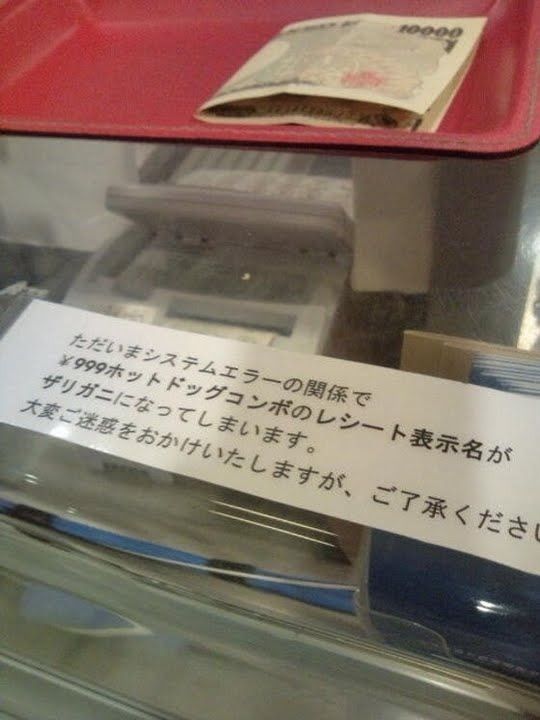 10000
ただいまシステムエラーの関係で
￥999ホットドッグコンボのレシート表示名が
ザリガニになってしまいます。
大変ご迷惑をおかけいたしますが、ご了承ください